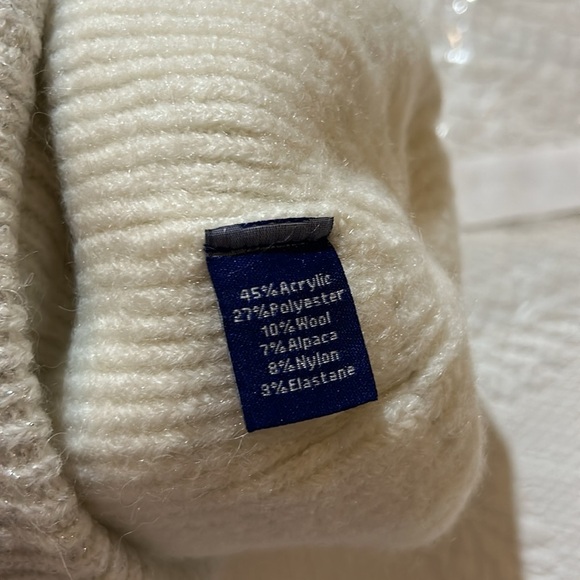 45%Acrylic
27%Polyester
10%Wool
7%Alpaca
8%Nylon
3%Elastane